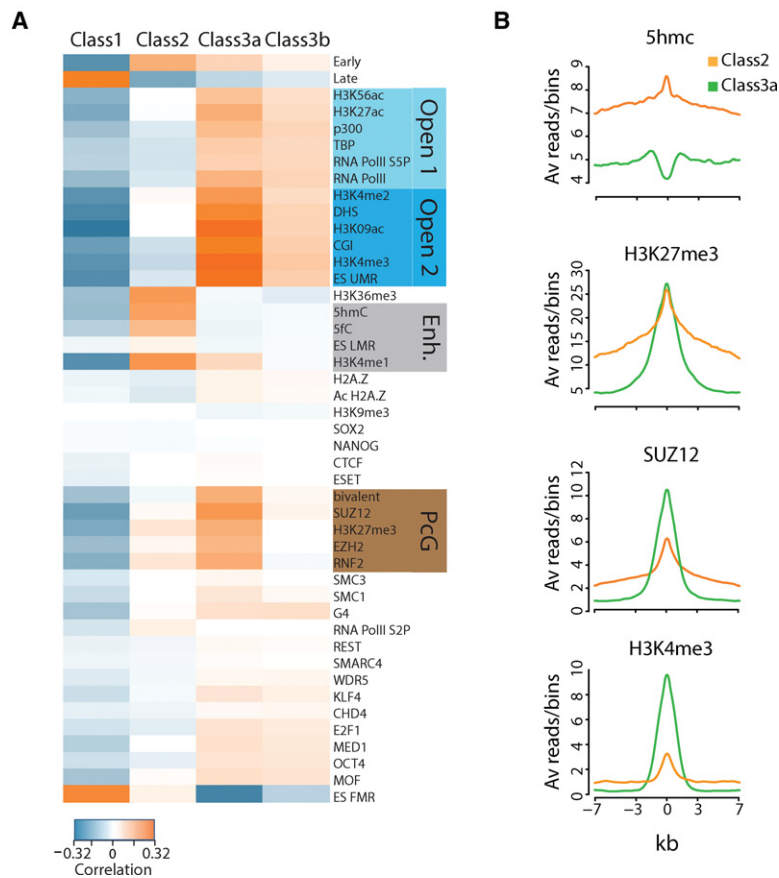 A
Class1 Class2 Class3a Class3b
Early
Late
H3K56ac
H3K27ac
p300
TBP
RNA PolII S5P
RNA PolII
Open 1
H3K4me2
DHS
H3K09ac
CGI
H3K4me3
ES UMR
Open 2
H3K36me3
5hmC
5fC
ES LMR
H3K4me1
Enh.
H2A.Z
Ac H2A.Z
H3K9me3
SOX2
NANOG
CTCF
ESET
bivalent
SUZ12
H3K27me3
EZH2
RNF2
PcG
SMC3
SMC1
G4
RNA PolII S2P
REST
SMARC4
WDR5
KLF4
CHD4
E2F1
MED1
OCT4
MOF
ES FMR
−0.32 0 0.32
Correlation
B
5hmc
Class2
Class3a
Av reads/bins
4 5 6 7 8 9
H3K27me3
Av reads/bins
5 10 15 20 25 30
SUZ12
Av reads/bins
0 2 4 6 8 10 12
H3K4me3
Av reads/bins
0 2 4 6 8 10
−7 −3 0 3 7
kb